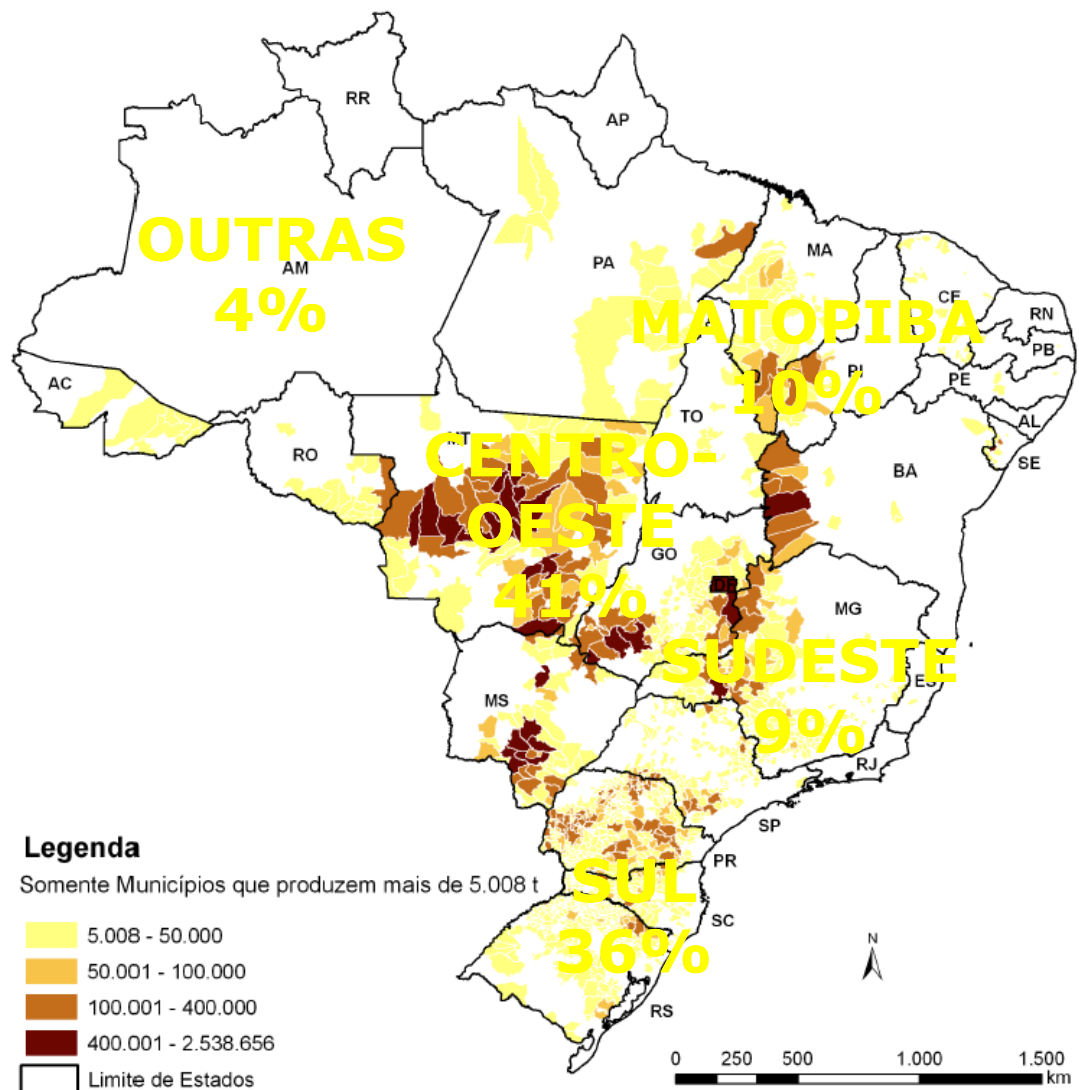 RR
AP
OUTRAS
4%
AM
PA
MA
CE
RN
PB
MATOPIBA
10%
PI
PE
AL
SE
AC
RO
MT
TO
BA
CENTRO-
OESTE
41%
GO
DF
MG
SUDESTE
9%
ES
MS
RJ
SP
PR
SUL
36%
SC
RS
Legenda
Somente Municípios que produzem mais de 5.008 t
5.008 - 50.000
50.001 - 100.000
100.001 - 400.000
400.001 - 2.538.656
Limite de Estados
N
0 250 500 1.000 1.500
km